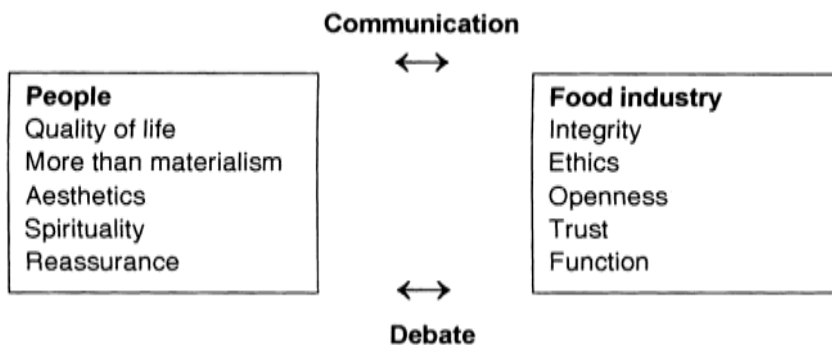 Communication
People
Quality of life
More than materialism
Aesthetics
Spirituality
Reassurance
Food industry
Integrity
Ethics
Openness
Trust
Function
Debate